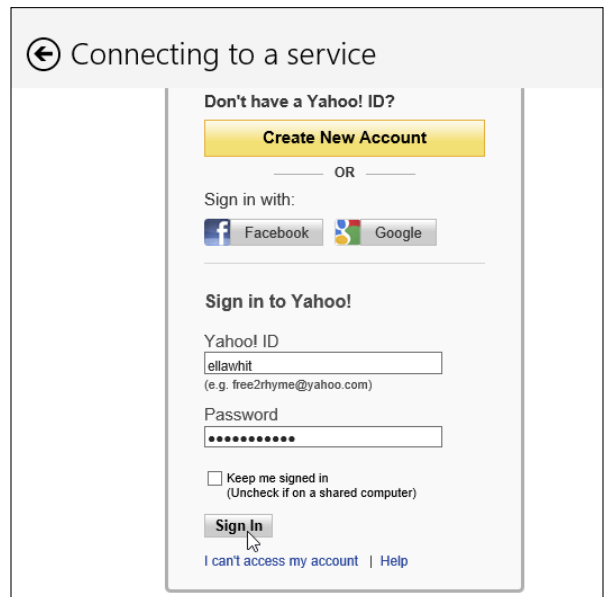 Connecting to a service
Don't have a Yahoo! ID?
Create New Account
OR
Sign in with:
Facebook Google
Sign in to Yahoo!
Yahoo! ID
ellawhit
(e.g. free2rhyme@yahoo.com)
Password
●●●●●●●●●●●
Keep me signed in
(Uncheck if on a shared computer)
Sign In
I can't access my account | Help